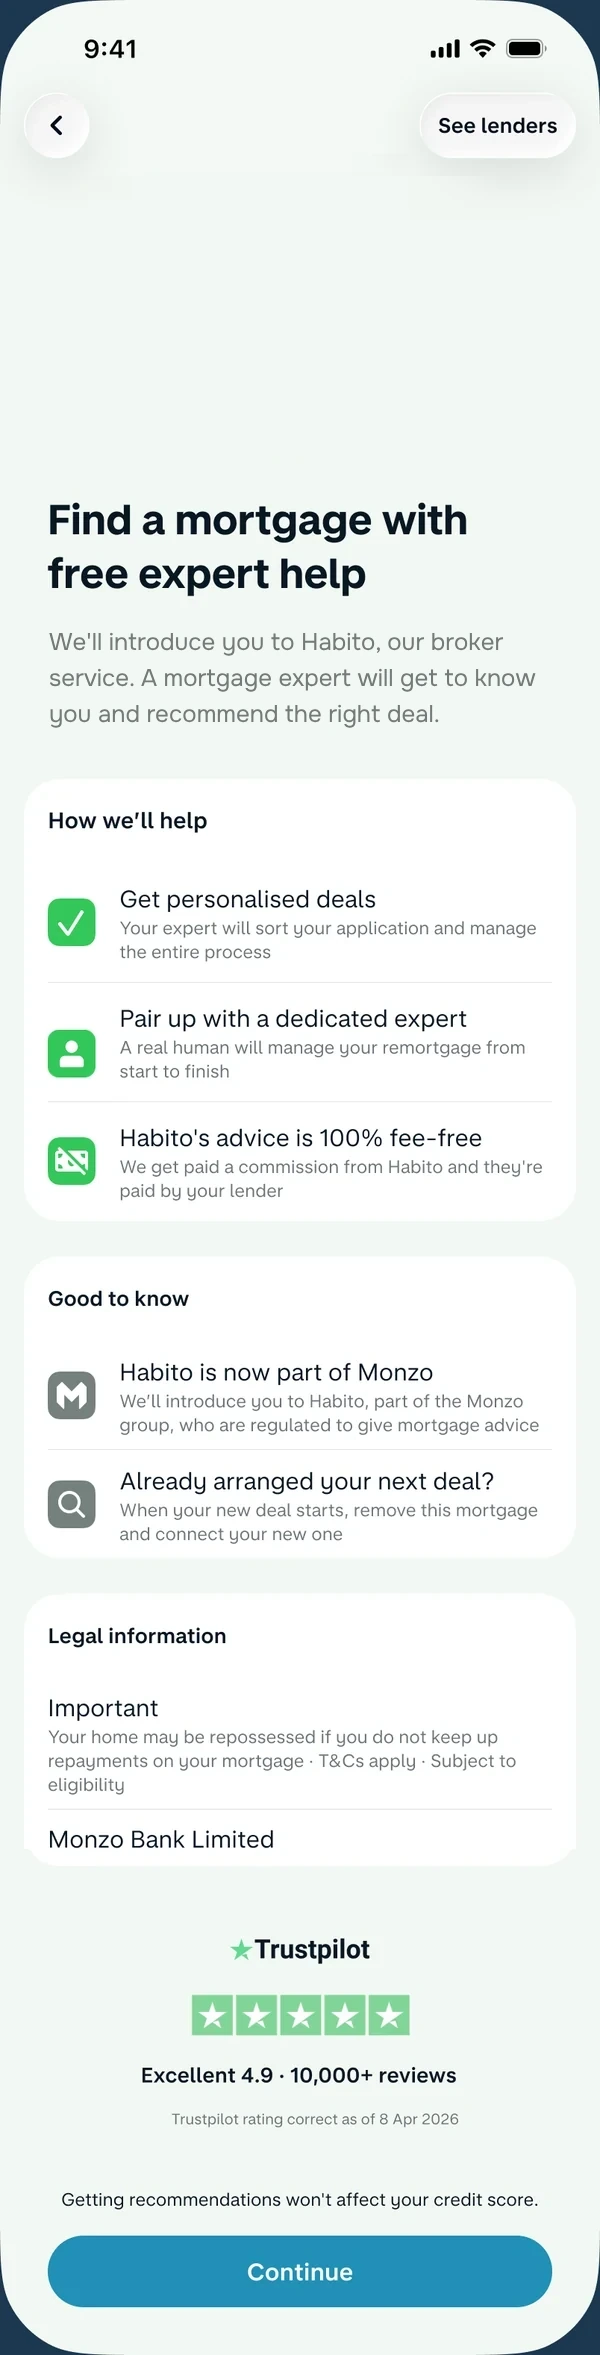 9:41
See lenders
Find a mortgage with
free expert help
We'll introduce you to Habito, our broker
service. A mortgage expert will get to know
you and recommend the right deal.
How we’ll help
Get personalised deals
Your expert will sort your application and manage
the entire process
Pair up with a dedicated expert
A real human will manage your remortgage from
start to finish
Habito's advice is 100% fee-free
We get paid a commission from Habito and they're
paid by your lender
Good to know
Habito is now part of Monzo
We’ll introduce you to Habito, part of the Monzo
group, who are regulated to give mortgage advice
Already arranged your next deal?
When your new deal starts, remove this mortgage
and connect your new one
Legal information
Important
Your home may be repossessed if you do not keep up
repayments on your mortgage · T&Cs apply · Subject to
eligibility
Monzo Bank Limited
Trustpilot
Excellent 4.9 · 10,000+ reviews
Trustpilot rating correct as of 8 Apr 2026
Getting recommendations won't affect your credit score.
Continue